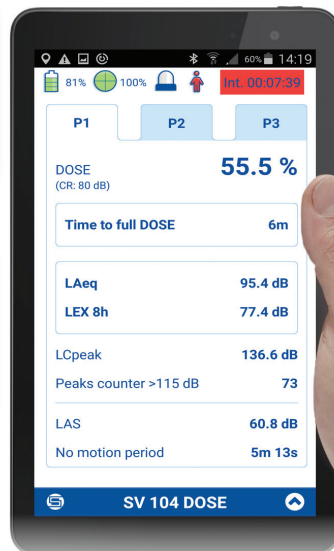 60% 14:19
81% 100% Int. 00:07:39
P1 P2 P3
DOSE 55.5 %
(CR: 80 dB)
Time to full DOSE 6m
LAeq 95.4 dB
LEX 8h 77.4 dB
LCpeak 136.6 dB
Peaks counter >115 dB 73
LAS 60.8 dB
No motion period 5m 13s
SV 104 DOSE